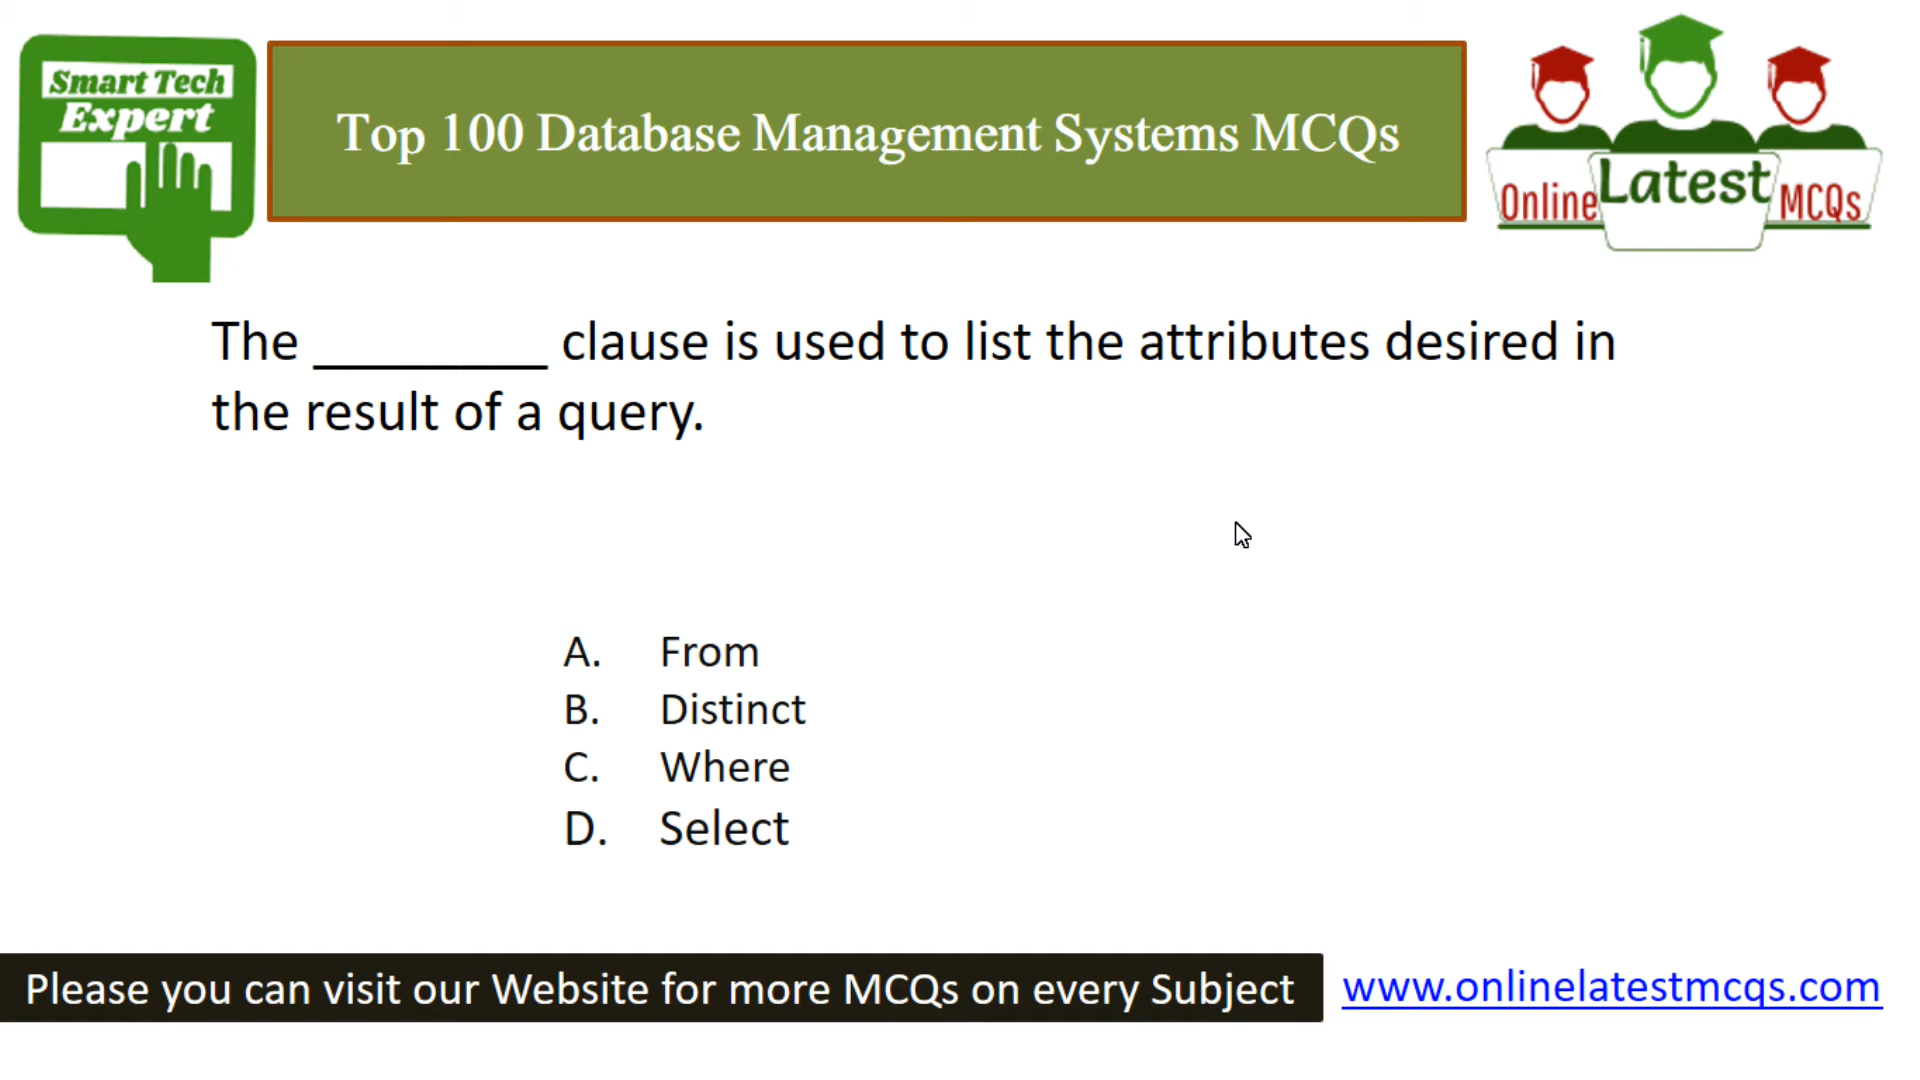 Smart Tech
Expert
Top 100 Database Management Systems MCQs
Online Latest MCQs
The ________ clause is used to list the attributes desired in
the result of a query.
A. From
B. Distinct
C. Where
D. Select
Please you can visit our Website for more MCQs on every Subject
www.onlinelatestmcqs.com